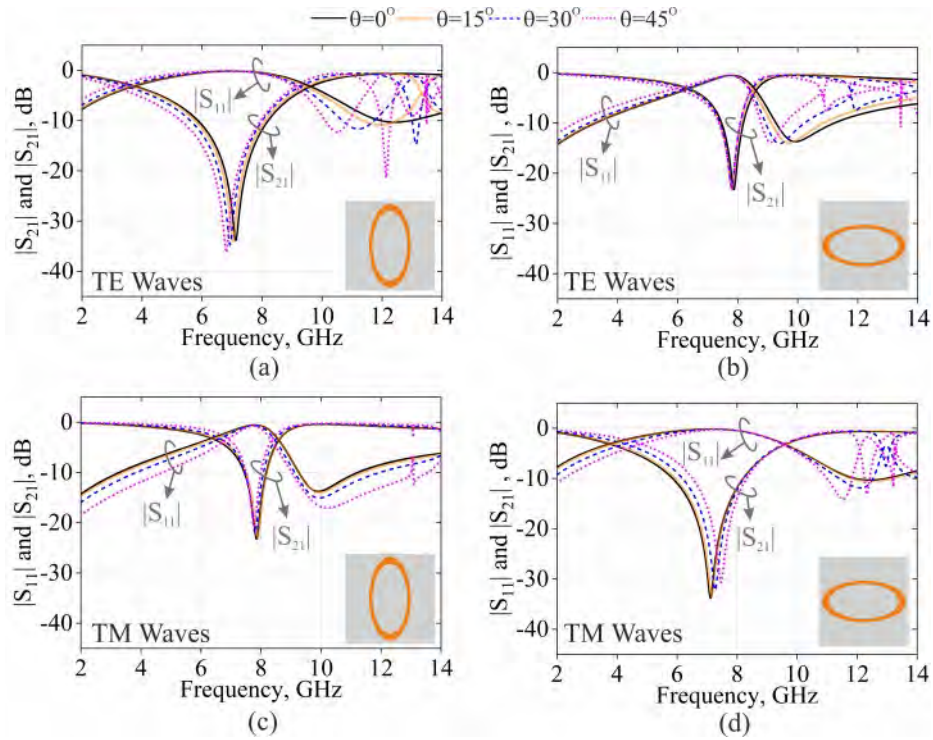 θ=0° θ=15° θ=30° θ=45°
|S21| and |S21|, dB
0
-10
-20
-30
-40
|S11|
|S21|
TE Waves
2 4 6 8 10 12 14
Frequency, GHz
(a)
|S11| and |S21|, dB
0
-10
-20
-30
-40
|S11|
|S21|
TE Waves
2 4 6 8 10 12 14
Frequency, GHz
(b)
|S11| and |S21|, dB
0
-10
-20
-30
-40
|S11|
|S21|
TM Waves
2 4 6 8 10 12 14
Frequency, GHz
(c)
|S11| and |S21|, dB
0
-10
-20
-30
-40
|S11|
|S21|
TM Waves
2 4 6 8 10 12 14
Frequency, GHz
(d)